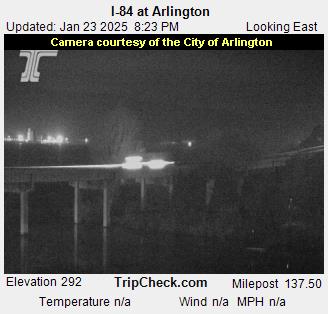 I-84 at Arlington
Updated: Jan 23 2025 8:23 PM Looking East
Camera courtesy of the City of Arlington
Elevation 292 TripCheck.com Milepost 137.50
Temperature n/a Wind n/a MPH n/a